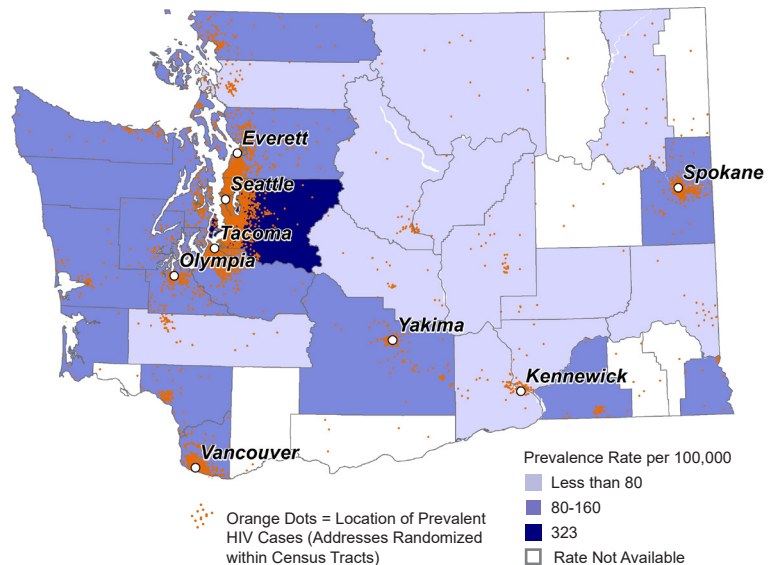 Everett
Seattle
Tacoma
Olympia
Spokane
Yakima
Kennewick
Vancouver
Prevalence Rate per 100,000
Less than 80
80-160
323
Rate Not Available
Orange Dots = Location of Prevalent
HIV Cases (Addresses Randomized
within Census Tracts)